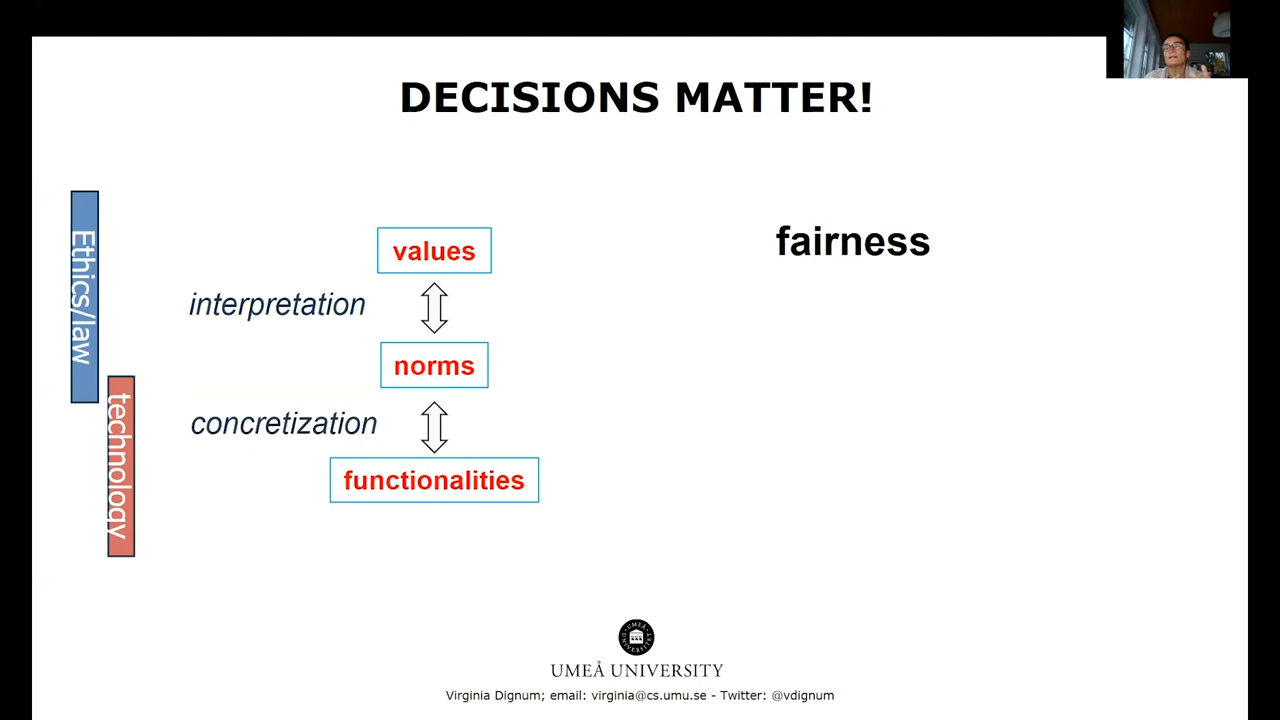 DECISIONS MATTER!
Ethics/law
technology
values
interpretation
norms
concretization
functionalities
fairness
UMEÅ UNIVERSITY
Virginia Dignum; email: virginia@cs.umu.se - Twitter: @vdignum